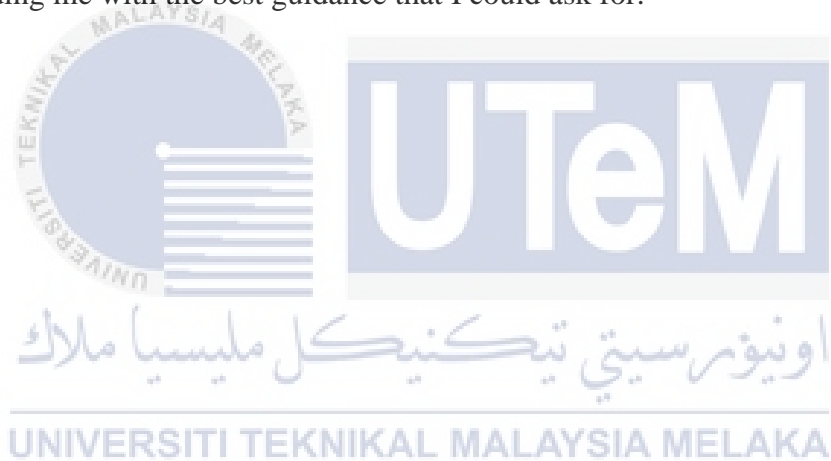 ding me with the best guidance that I could ask for.
UNIVERSITI TEKNIKAL MALAYSIA MELAKA
UTeM
اونيۏرسيتي تيكنيكل مليسيا ملاك
UNIVERSITI TEKNIKAL MALAYSIA MELAKA